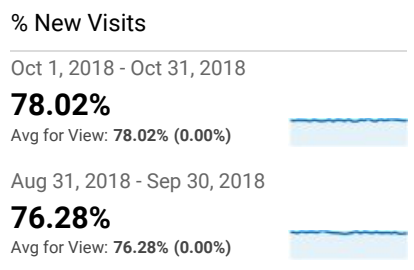 % New Visits
Oct 1, 2018 - Oct 31, 2018
78.02%
Avg for View: 78.02% (0.00%)
Aug 31, 2018 - Sep 30, 2018
76.28%
Avg for View: 76.28% (0.00%)